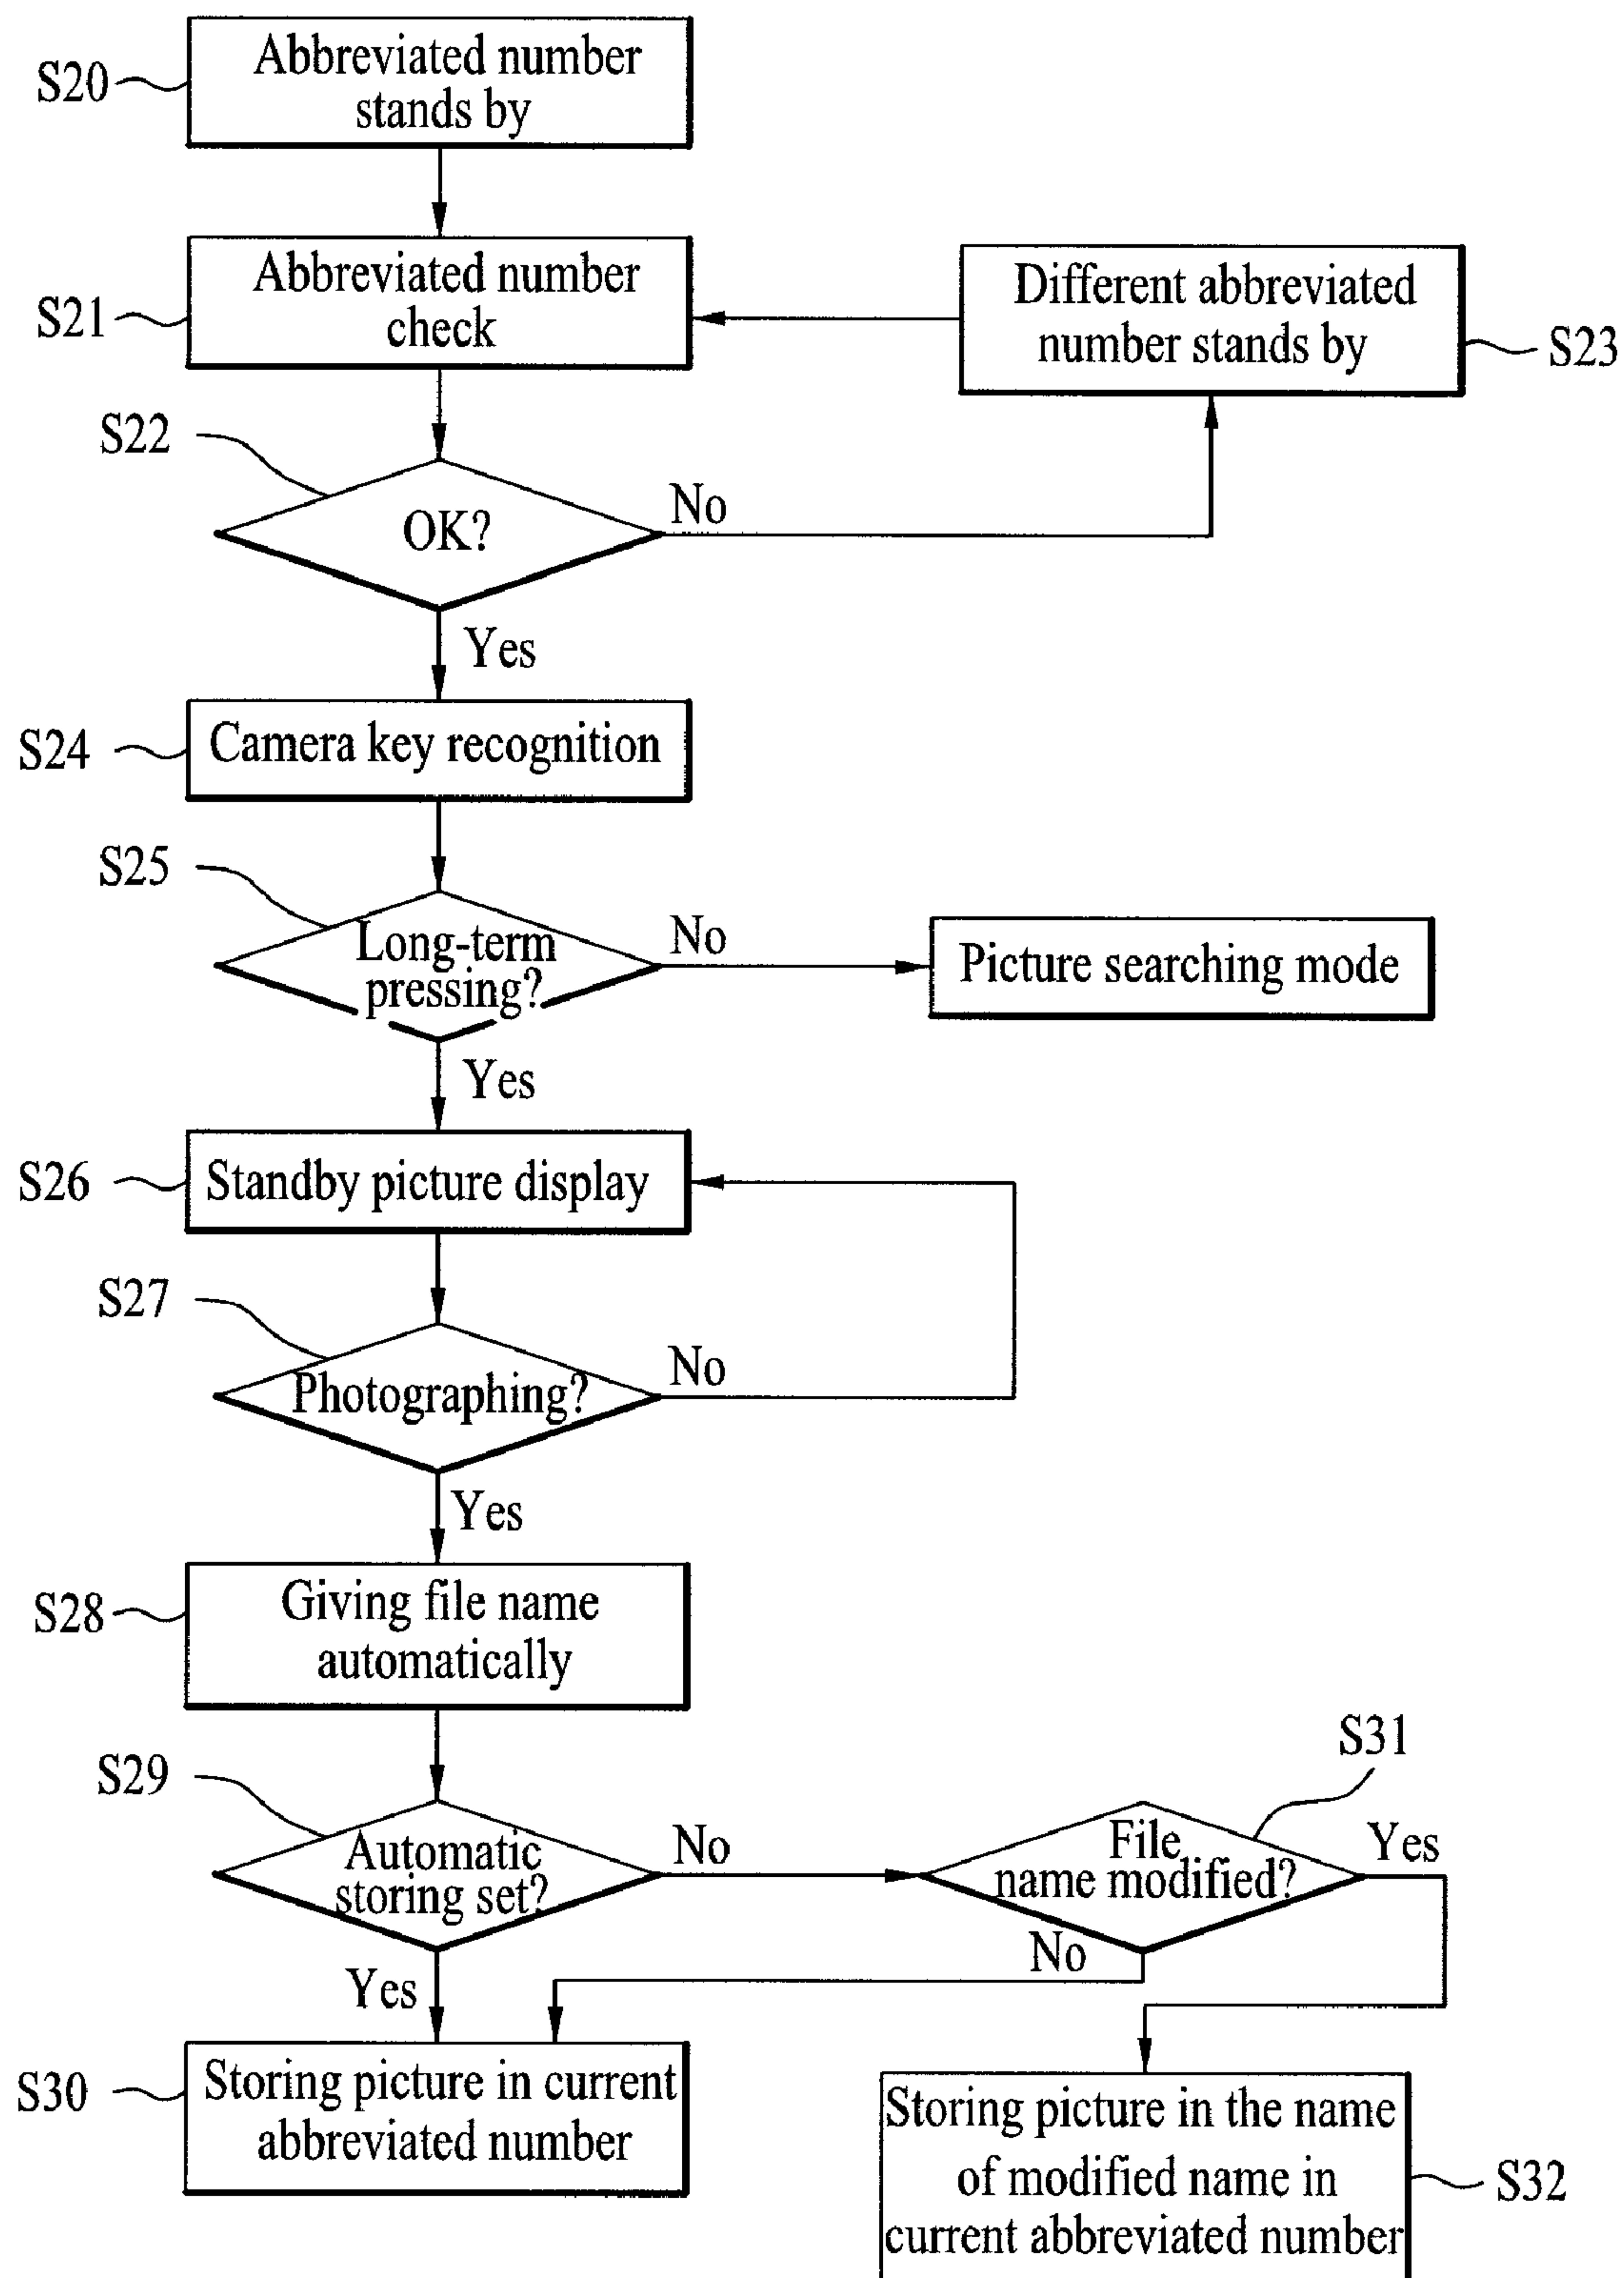 S20
Abbreviated number
stands by
S21
Abbreviated number
check
Different abbreviated
number stands by
S23
S22
OK?
No
Yes
S24
Camera key recognition
S25
Long-term
pressing?
No
Picture searching mode
Yes
S26
Standby picture display
S27
Photographing?
No
Yes
S28
Giving file name
automatically
S29
Automatic
storing set?
No
S31
File
name modified?
Yes
No
Yes
S30
Storing picture in current
abbreviated number
Storing picture in the name
of modified name in
current abbreviated number
S32